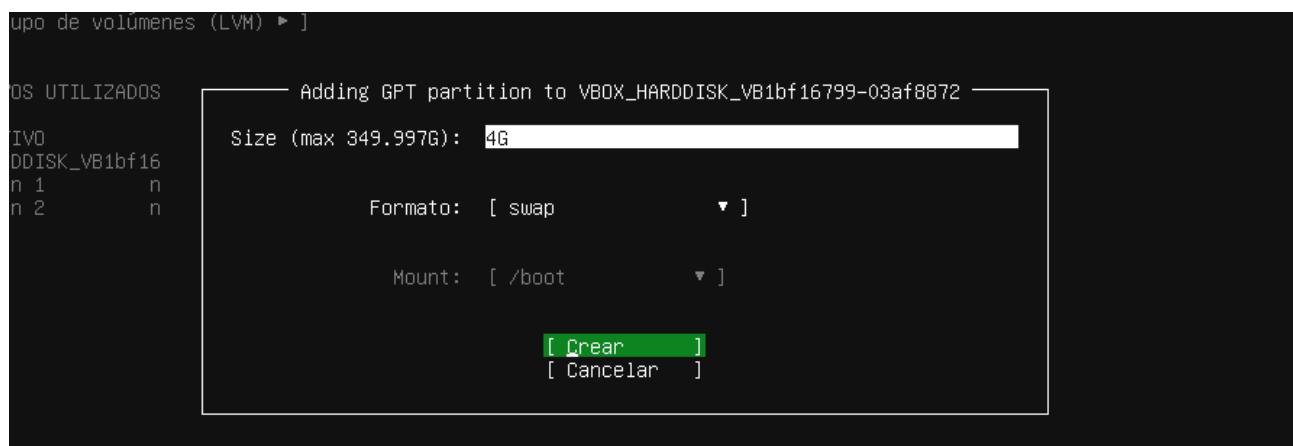 upo de volúmenes (LVM) ► ]
OS UTILIZADOS
Adding GPT partition to VBOX_HARDDISK_VB1bf16799-03af8872
IVO
Size (max 349.997G): 4G
DDISK_VB1bf16
n 1 n
n 2 n
Formato: [ swap ▼ ]
Mount: [ /boot ▼ ]
[ Crear ]
[ Cancelar ]